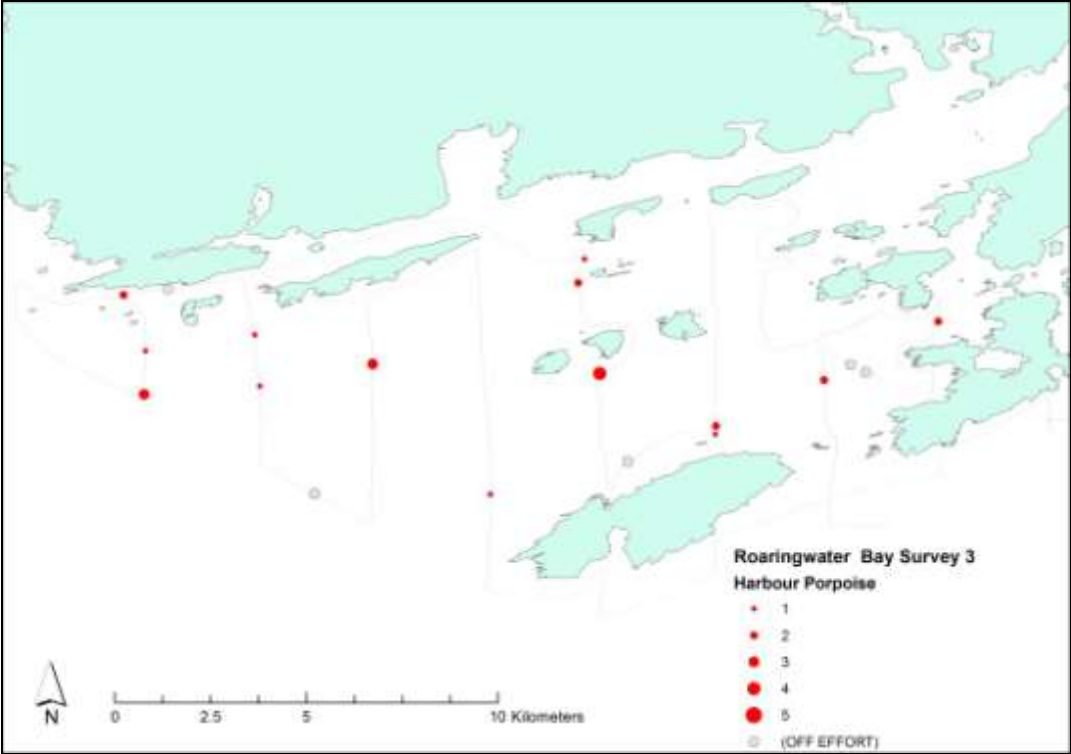 Roaringwater Bay Survey 3
Harbour Porpoise
1
2
3
4
5
(OFF EFFORT)
N
0 2.5 5 10 Kilometers